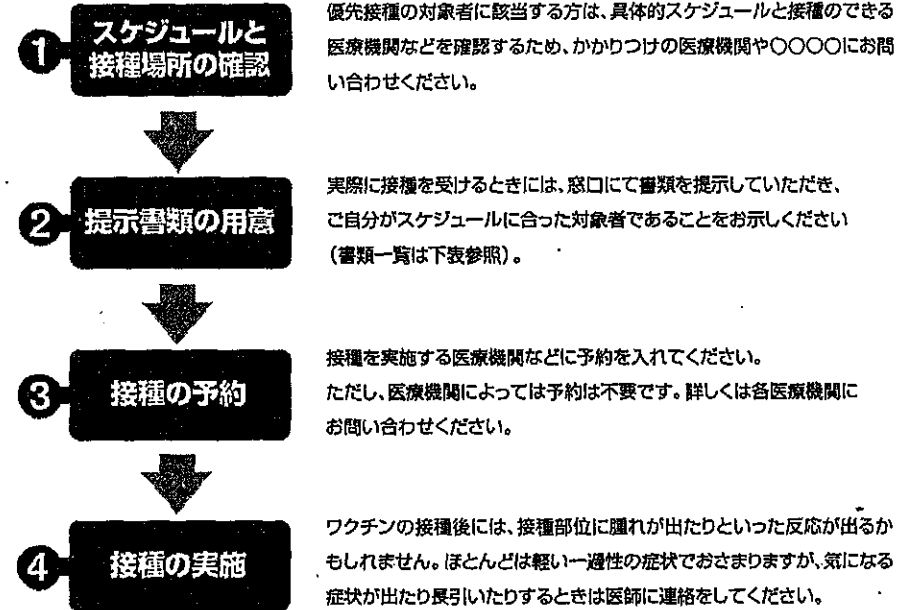 ① スケジュールと
接種場所の確認
優先接種の対象者に該当する方は、具体的スケジュールと接種のできる
医療機関などを確認するため、かかりつけの医療機関や〇〇〇〇にお問
い合わせください。
② 提示書類の用意
実際に接種を受けるときには、窓口にて書類を提示していただき、
ご自分がスケジュールに合った対象者であることをお示しください
（書類一覧は下表参照）。
③ 接種の予約
接種を実施する医療機関などに予約を入れてください。
ただし、医療機関によっては予約は不要です。詳しくは各医療機関に
お問い合わせください。
④ 接種の実施
ワクチンの接種後には、接種部位に腫れが出たりといった反応が出るか
もしれません。ほとんどは軽い一過性の症状でおさまりますが、気になる
症状が出たり長引いたりするときは医師に連絡をしてください。